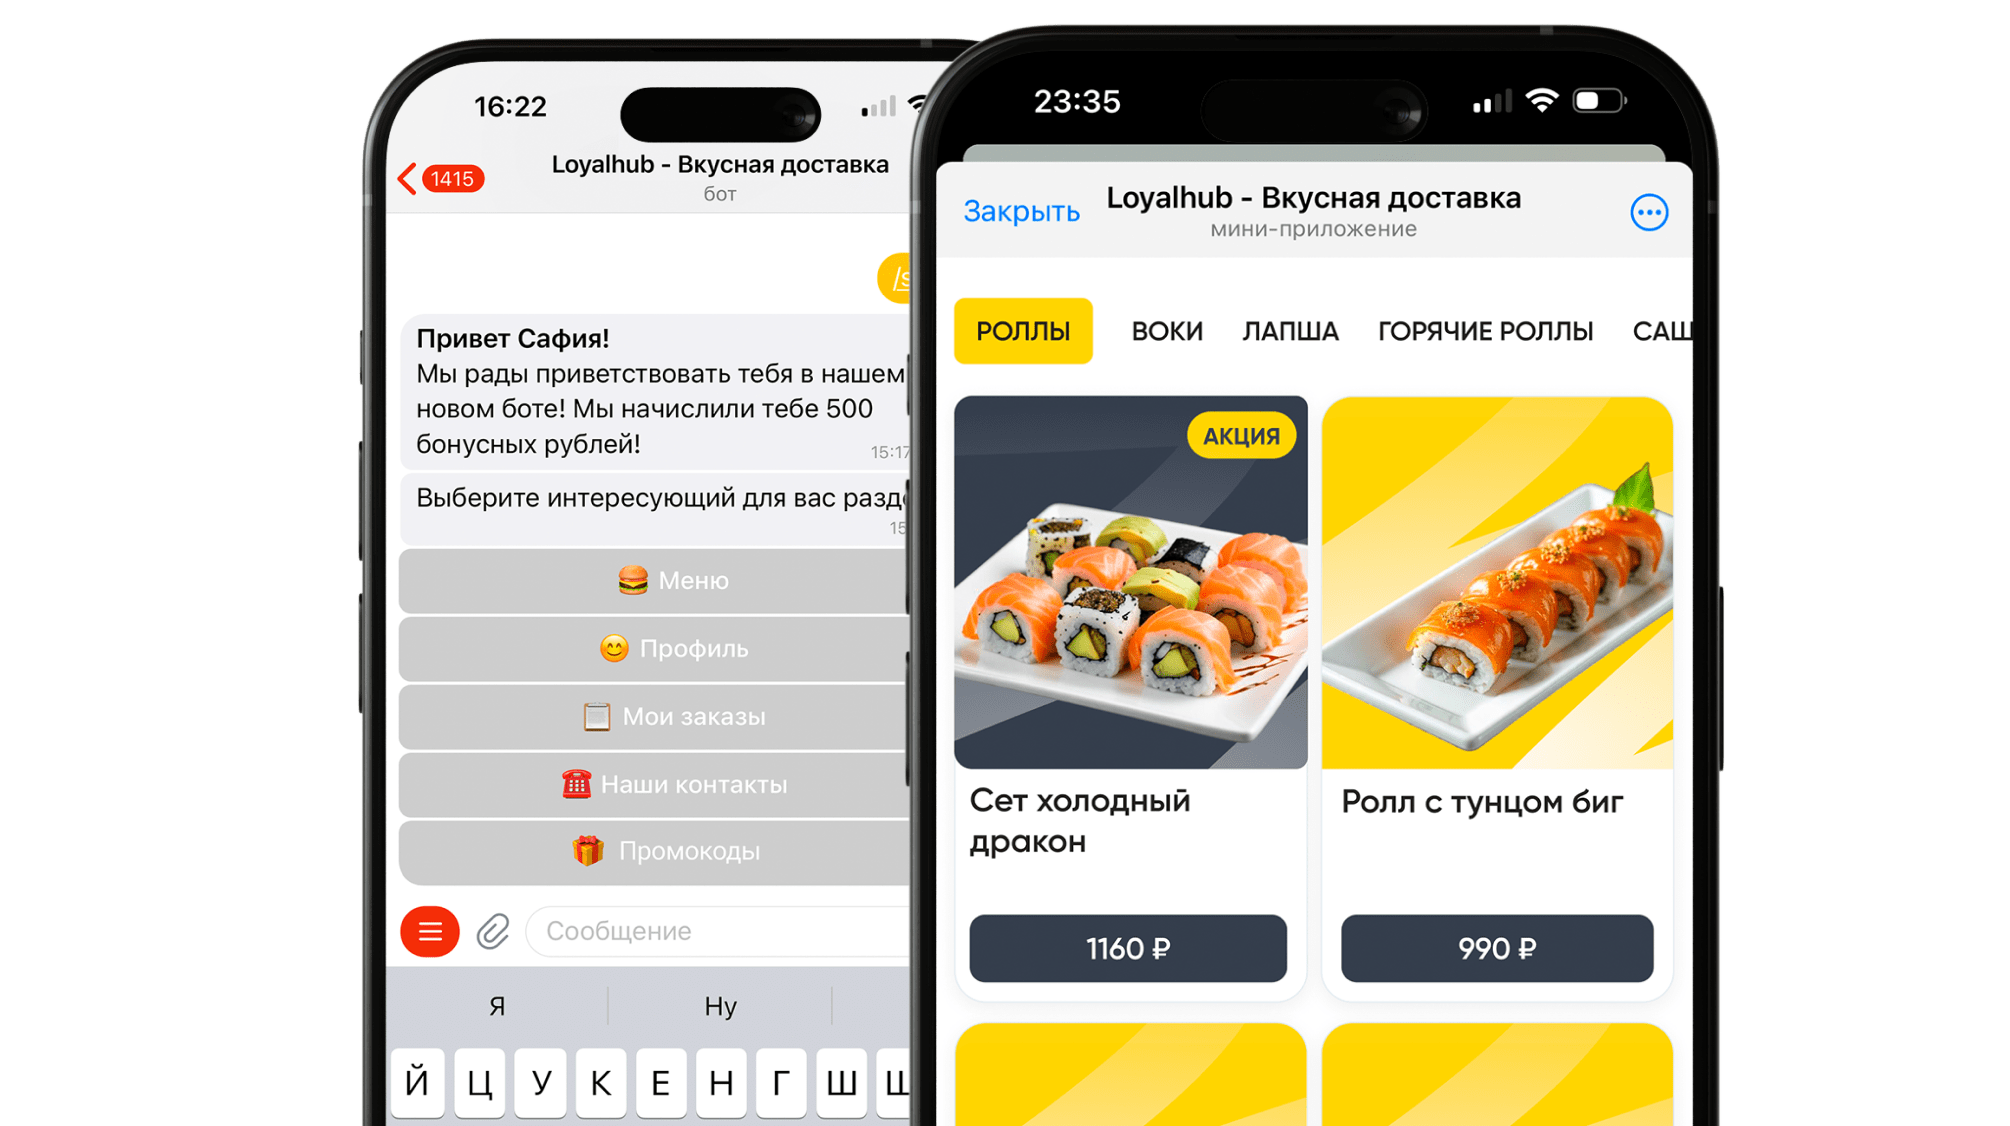 16:22
1415
Loyalhub - Вкусная доставка
бот
/s
Привет Сафия!
Мы рады приветствовать тебя в нашем
новом боте! Мы начислили тебе 500
бонусных рублей!
15:17
Выберите интересующий для вас
15
Меню
Профиль
Мои заказы
Наши контакты
Промокоды
Сообщение
Я
Ну
Й Ц У К Е Н Г Ш
23:35
Закрыть
Loyalhub - Вкусная доставка
мини-приложение
РОЛЛЫ ВОКИ ЛАПША ГОРЯЧИЕ РОЛЛЫ
АКЦИЯ
Сет холодный
дракон
1160 ₽
Ролл с тунцом биг
990 ₽